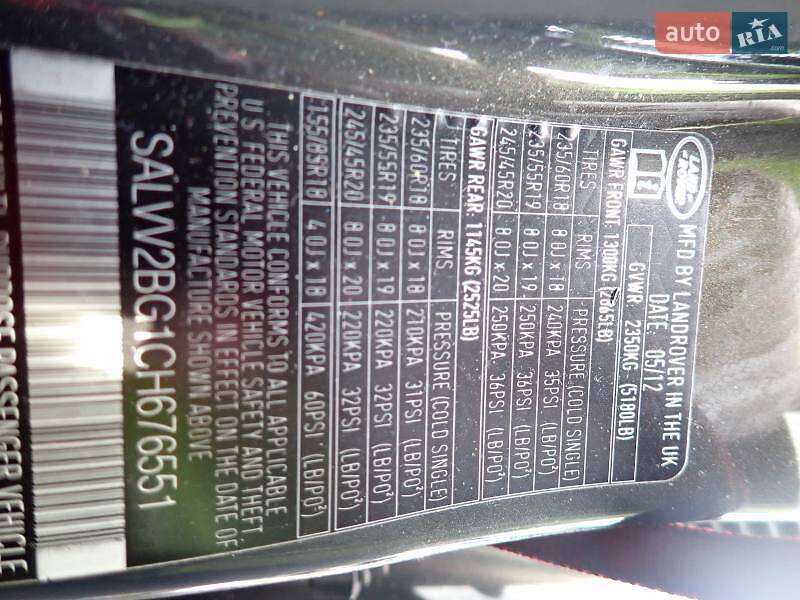 auto RIA .com
LAND ROVER
MFD BY LANDROVER IN THE UK
DATE: 05/12
GVWR: 2350KG (5180LB)
i
GAWR FRONT: 1300KG (2865LB)
TIRES RIMS PRESSURE (COLD SINGLE)
235/60R18 8.0J x 18 240KPA 35PSI (LB/PO²)
235/55R19 8.0J x 19 250KPA 36PSI (LB/PO²)
245/45R20 8.0J x 20 250KPA 36PSI (LB/PO²)
GAWR REAR: 1145KG (2525LB)
TIRES RIMS PRESSURE (COLD SINGLE)
235/60R18 8.0J x 18 210KPA 31PSI (LB/PO²)
235/55R19 8.0J x 19 220KPA 32PSI (LB/PO²)
245/45R20 8.0J x 20 220KPA 32PSI (LB/PO²)
155/85R18 4.0J x 18 420KPA 60PSI (LB/PO²)
THIS VEHICLE CONFORMS TO ALL APPLICABLE
U.S. FEDERAL MOTOR VEHICLE SAFETY AND THEFT
PREVENTION STANDARDS IN EFFECT ON THE DATE OF
MANUFACTURE SHOWN ABOVE
SALVV2BG1CH676551
PURPOSE PASSENGER VEHICLE